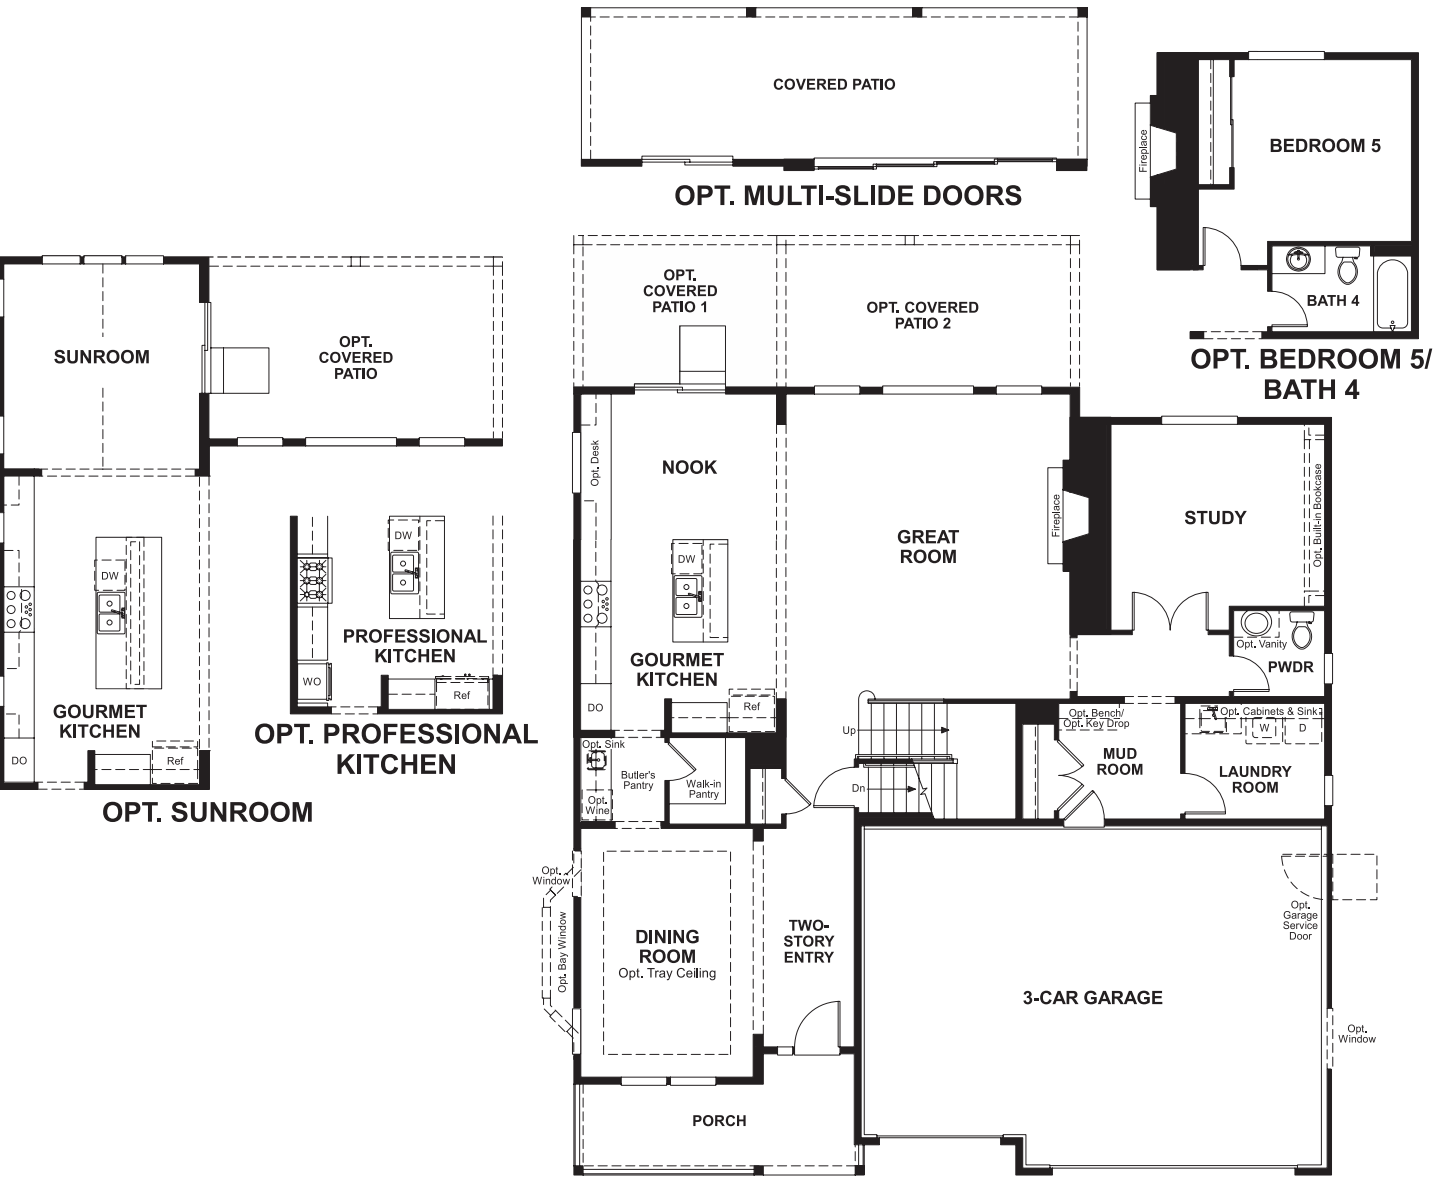 COVERED PATIO
OPT. MULTI-SLIDE DOORS
Fireplace
BEDROOM 5
BATH 4
OPT. BEDROOM 5/
BATH 4
SUNROOM
OPT.
COVERED
PATIO
DW
GOURMET
KITCHEN
DO
Ref
OPT. SUNROOM
DW
PROFESSIONAL
KITCHEN
WO
Ref
OPT. PROFESSIONAL
KITCHEN
OPT.
COVERED
PATIO 1
OPT. COVERED
PATIO 2
Opt. Desk
NOOK
GREAT
ROOM
Fireplace
STUDY
Opt. Built-in Bookcase
DW
GOURMET
KITCHEN
DO
Ref
Opt. Vanity
PWDR
Opt. Sink
Butler's
Pantry
Opt.
Wine
Walk-in
Pantry
Up
Dn
Opt. Bench/
Opt. Key Drop
MUD
ROOM
Opt. Cabinets & Sink
W
D
LAUNDRY
ROOM
Opt.
Window
Opt. Bay Window
DINING
ROOM
Opt. Tray Ceiling
TWO-
STORY
ENTRY
3-CAR GARAGE
Opt.
Garage
Service
Door
Opt.
Window
PORCH